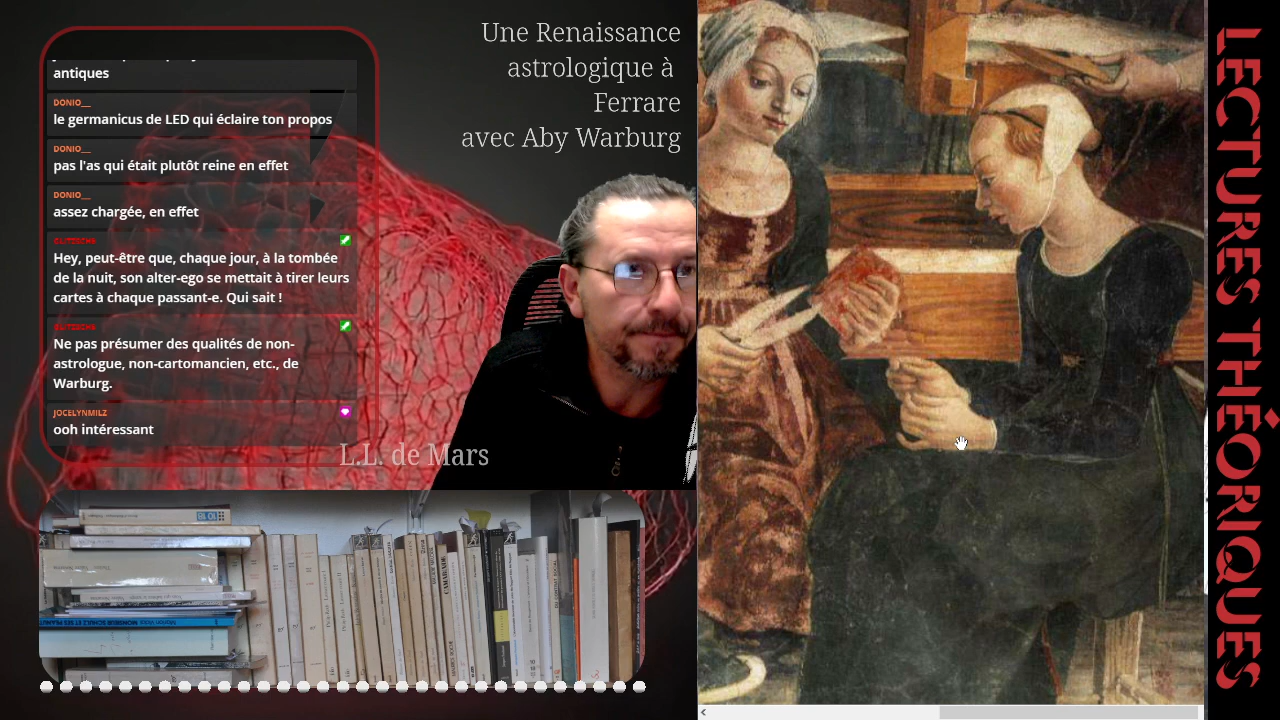 antiques
DONIO__
le germanicus de LED qui éclaire ton propos
DONIO__
pas l'as qui était plutôt reine en effet
DONIO__
assez chargée, en effet
Hey, peut-être que, chaque jour, à la tombée
de la nuit, son alter-ego se mettait à tirer leurs
cartes à chaque passant-e. Qui sait !
Ne pas présumer des qualités de non-
astrologue, non-cartomancien, etc., de
Warburg.
JOCELYNMILZ
ooh intéressant
Une Renaissance
astrologique à
Ferrare
avec Aby Warburg
L.L. de Mars
LECTURES THÉORIQUES